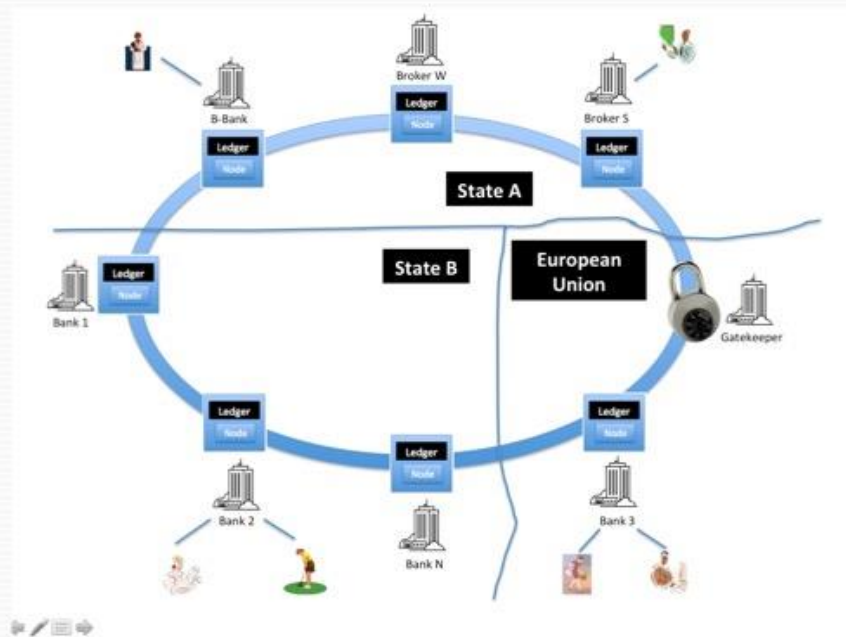 Broker W
B-Bank
Broker S
Ledger
Node
Ledger
Node
Ledger
Node
State A
State B
European
Union
Ledger
Node
Bank 1
Gatekeeper
Ledger
Node
Ledger
Node
Ledger
Node
Bank 2
Bank 3
Bank N